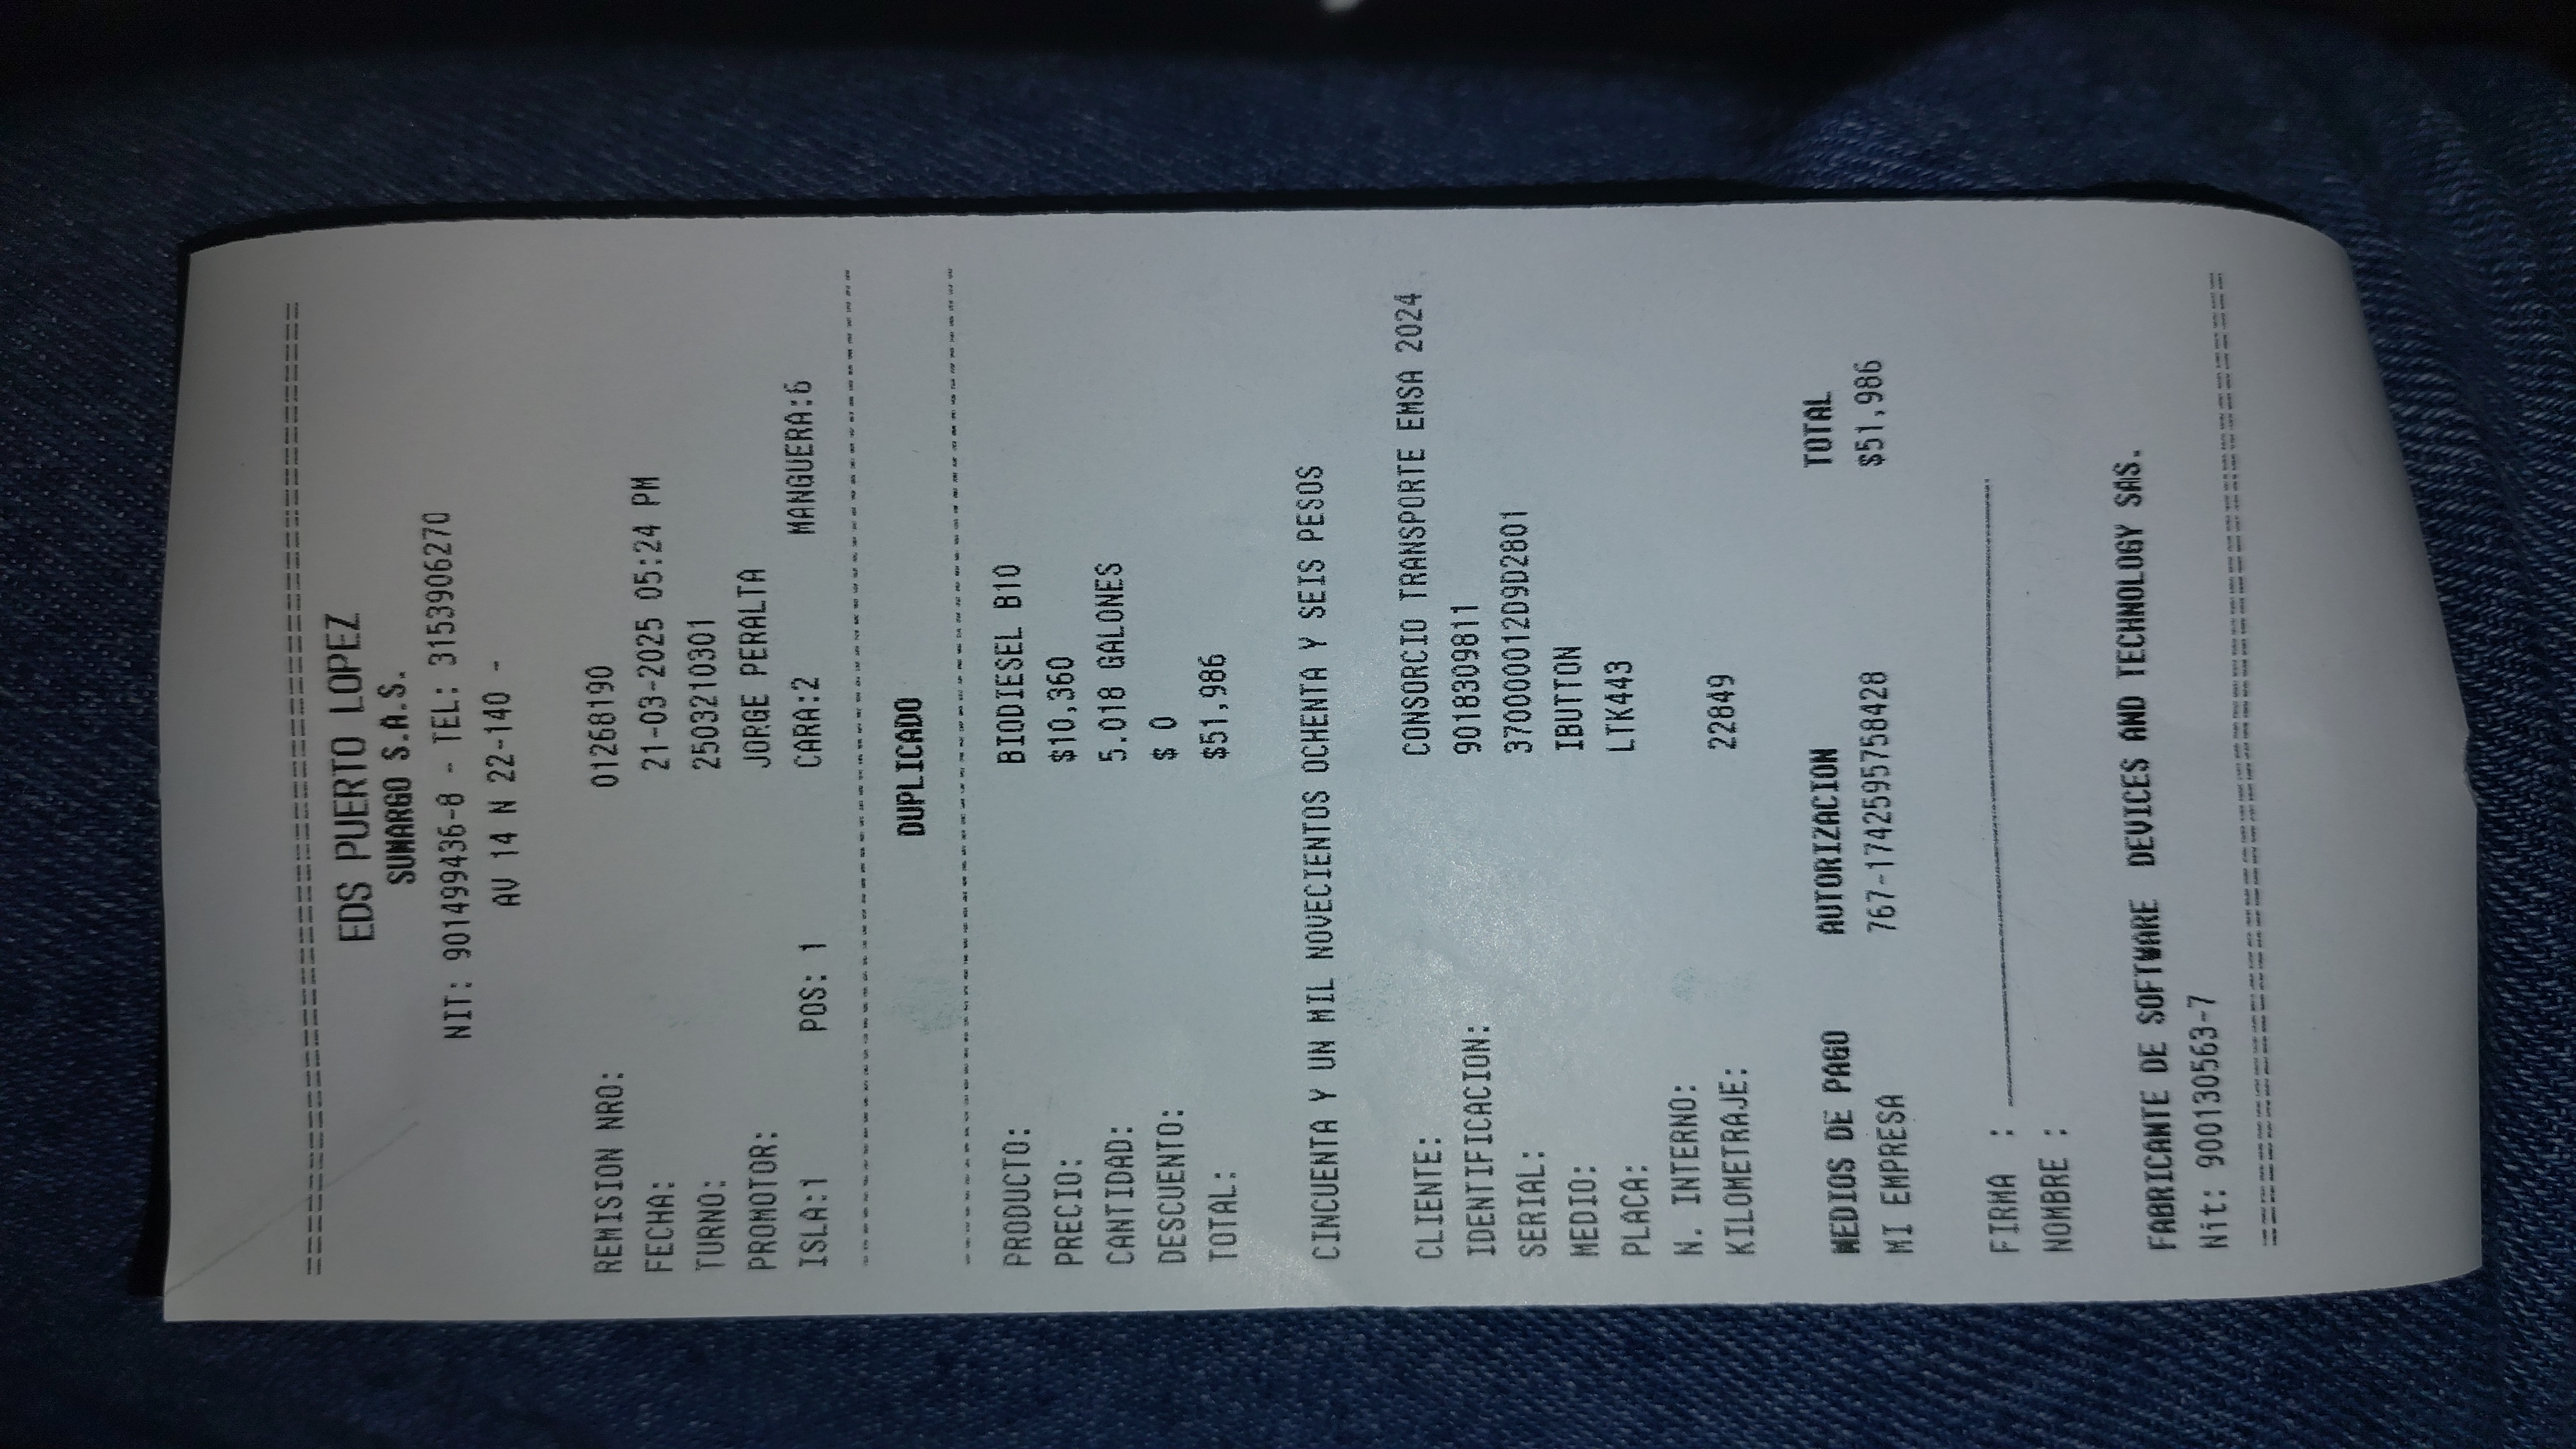 EDS PUERTO LOPEZ
SUMARGO S.A.S.
NIT: 901499436-8 - TEL: 3153906270
AV 14 N 22-140 -
REMISION NRO: 01268190
FECHA: 21-03-2025 05:24 PM
TURNO: 2503210301
PROMOTOR: JORGE PERALTA
ISLA:1 POS: 1 CARA:2 MANGUERA:6
DUPLICADO
PRODUCTO: BIODIESEL B10
PRECIO: $10,360
CANTIDAD: 5.018 GALONES
DESCUENTO: $ 0
TOTAL: $51,986
CINCUENTA Y UN MIL NOVECIENTOS OCHENTA Y SEIS PESOS
CLIENTE: CONSORCIO TRANSPORTE EMSA 2024
IDENTIFICACION: 9018309811
SERIAL: 370000012D9D2801
MEDIO: IBUTTON
PLACA: LTK443
N. INTERNO:
KILOMETRAJE: 22849
MEDIOS DE PAGO AUTORIZACION TOTAL
MI EMPRESA 767-1742595758428 $51,986
FIRMA :
NOMBRE :
FABRICANTE DE SOFTWARE DEVICES AND TECHNOLOGY SAS.
Nit: 900130563-7